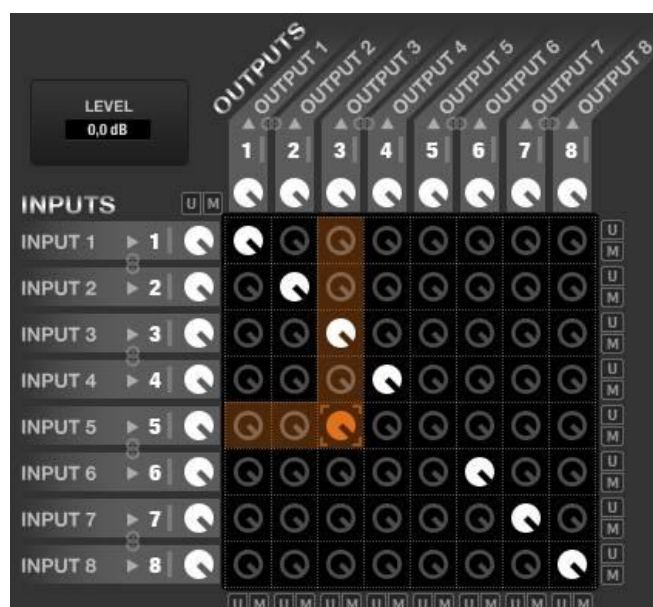 OUTPUTS
OUTPUT 1
OUTPUT 2
OUTPUT 3
OUTPUT 4
OUTPUT 5
OUTPUT 6
OUTPUT 7
OUTPUT 8
LEVEL
0,0 dB
1 2 3 4 5 6 7 8
INPUTS U M
INPUT 1 1 U
M
INPUT 2 2 U
M
INPUT 3 3 U
M
INPUT 4 4 U
M
INPUT 5 5 U
M
INPUT 6 6 U
M
INPUT 7 7 U
M
INPUT 8 8 U
M
U M U M U M U M U M U M U M U M